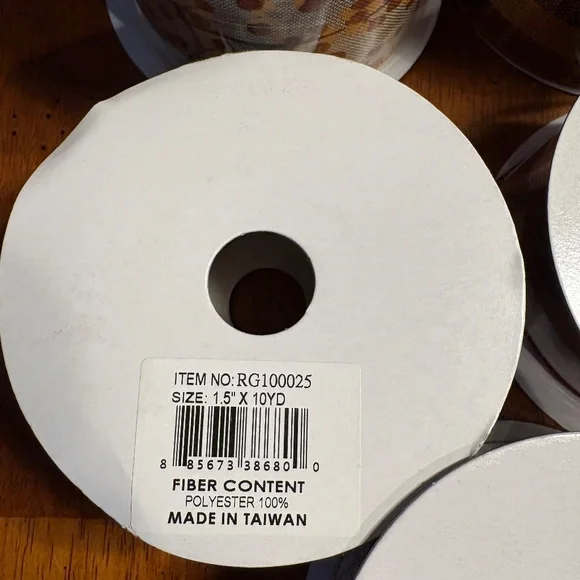 ITEM NO: RG100025
SIZE: 1.5" X 10YD
8 85673 38680 0
FIBER CONTENT
POLYESTER 100%
MADE IN TAIWAN